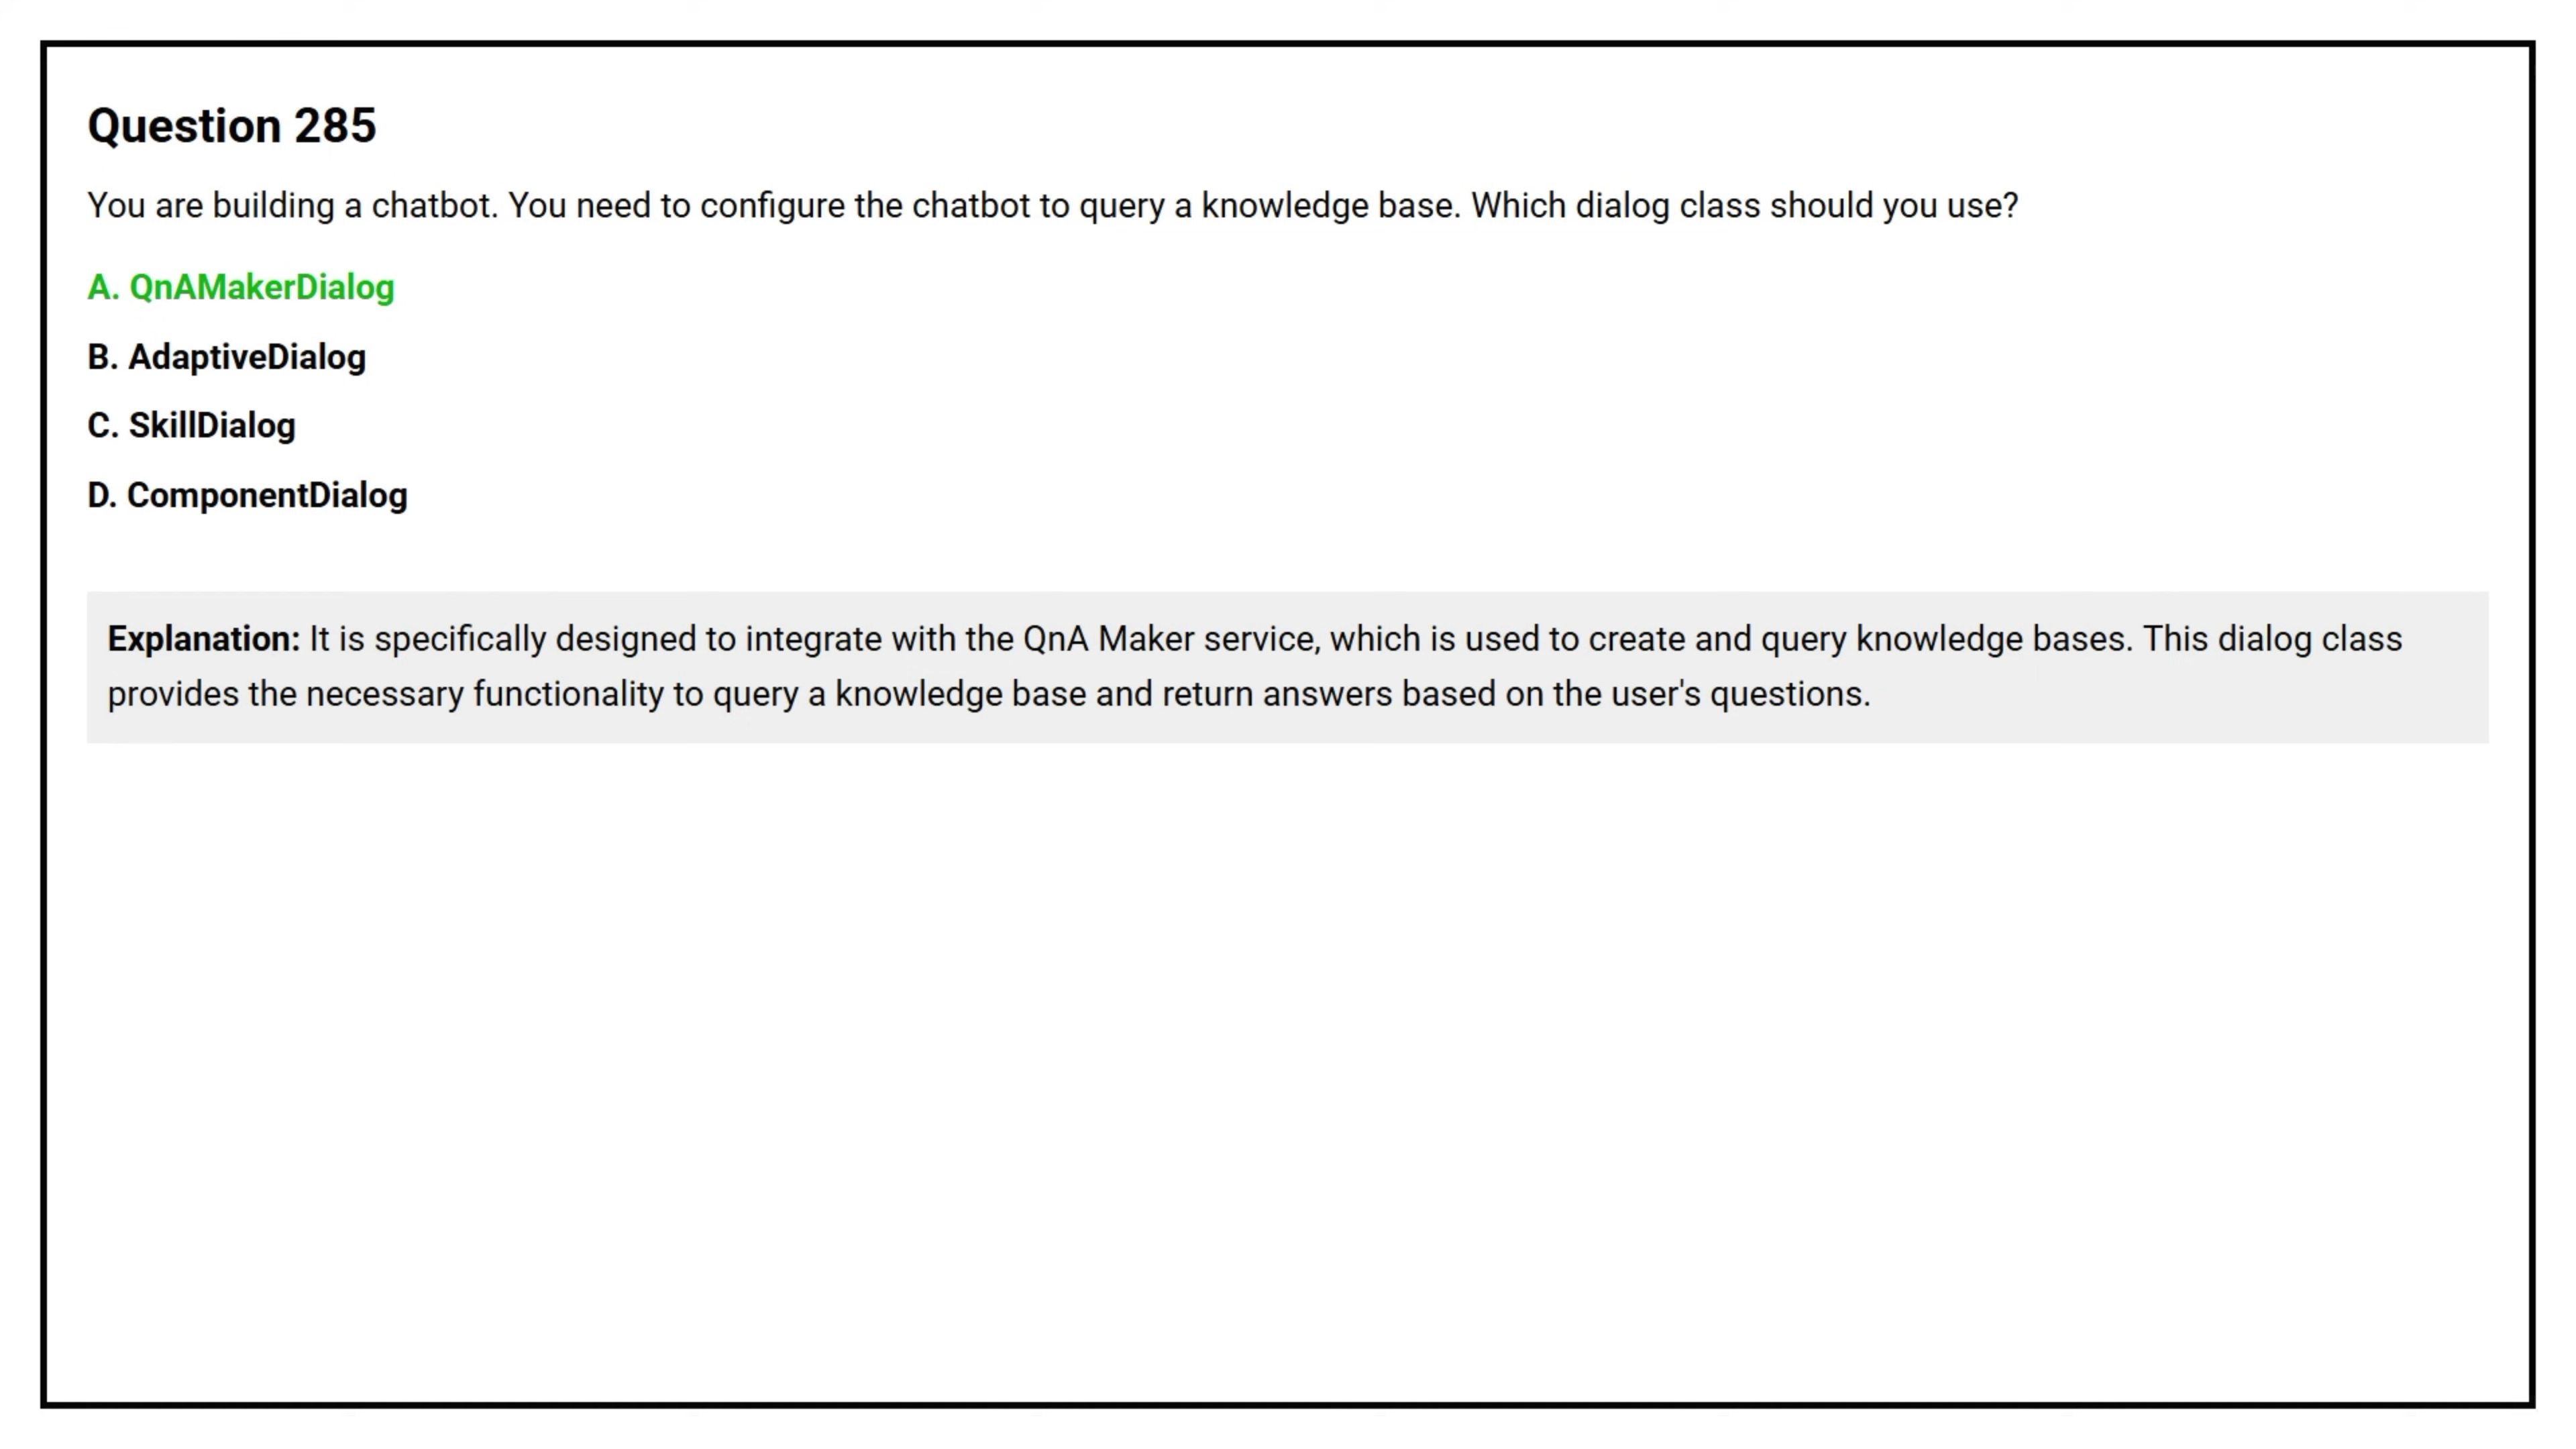 Question 285
You are building a chatbot. You need to configure the chatbot to query a knowledge base. Which dialog class should you use?
A. QnAMakerDialog
B. AdaptiveDialog
C. SkillDialog
D. ComponentDialog
Explanation: It is specifically designed to integrate with the QnA Maker service, which is used to create and query knowledge bases. This dialog class
provides the necessary functionality to query a knowledge base and return answers based on the user's questions.